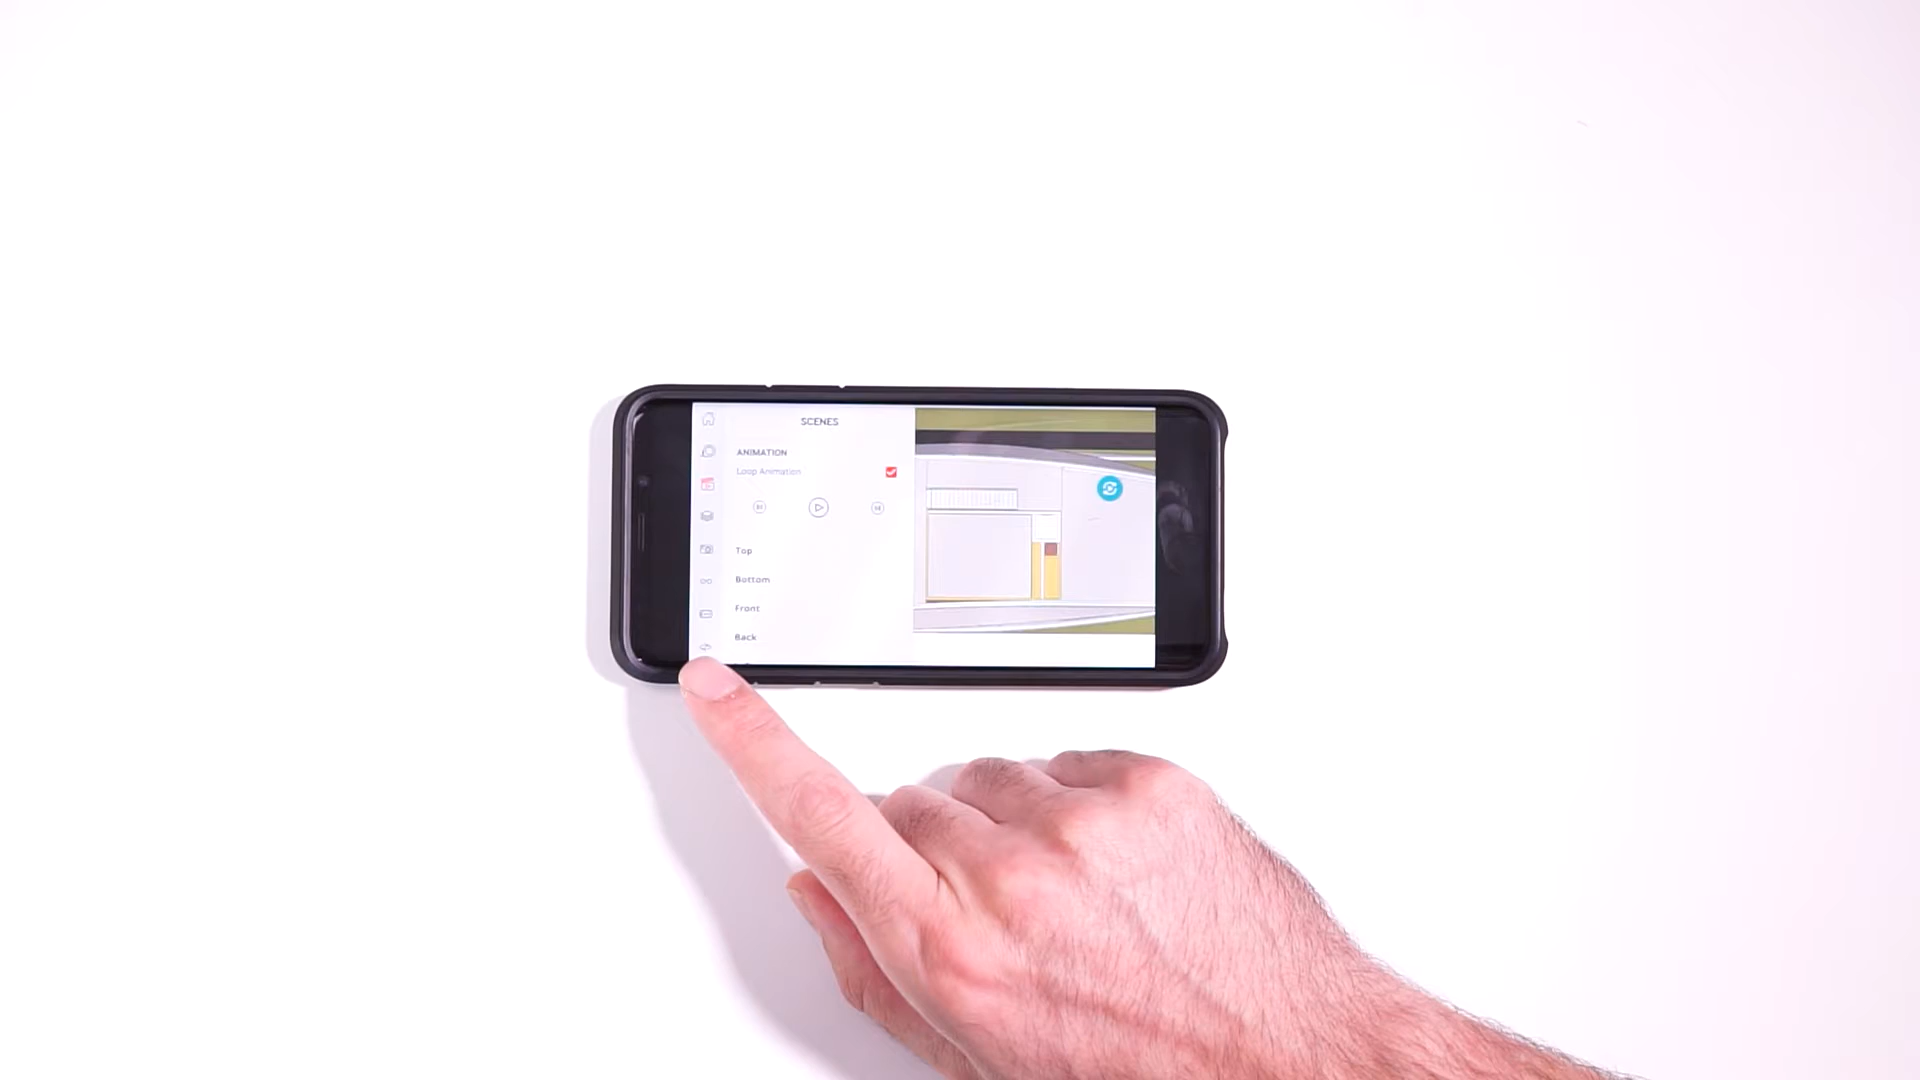 SCENES
ANIMATION
Loop Animation
Top
Bottom
Front
Back